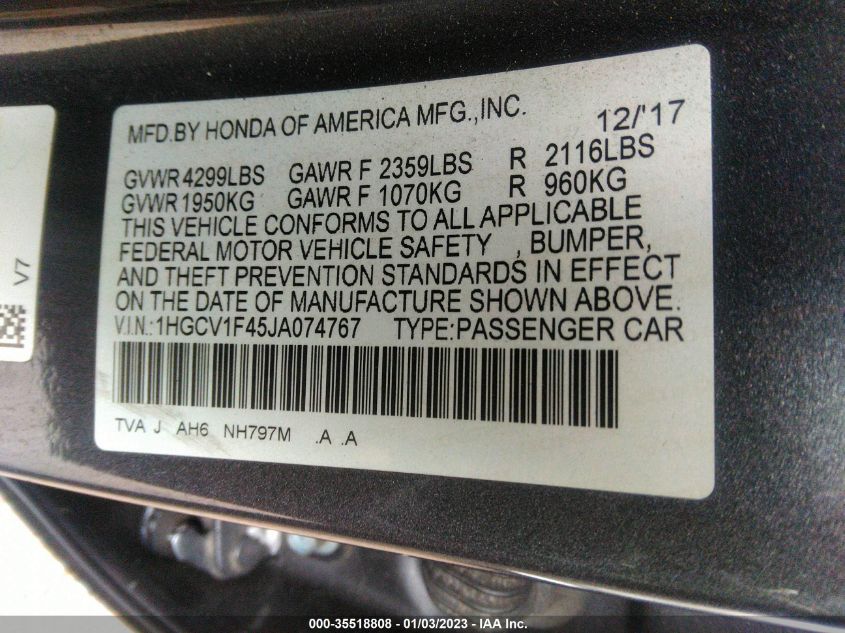 MFD.BY HONDA OF AMERICA MFG.,INC. 12/'17
GVWR 4299LBS GAWR F 2359LBS R 2116LBS
GVWR 1950KG GAWR F 1070KG R 960KG
THIS VEHICLE CONFORMS TO ALL APPLICABLE
FEDERAL MOTOR VEHICLE SAFETY , BUMPER,
AND THEFT PREVENTION STANDARDS IN EFFECT
ON THE DATE OF MANUFACTURE SHOWN ABOVE.
V.I.N.:1HGCV1F45JA074767 TYPE:PASSENGER CAR
TVA J AH6 NH797M .A .A
V7
000-35518808 - 01/03/2023 - IAA Inc.